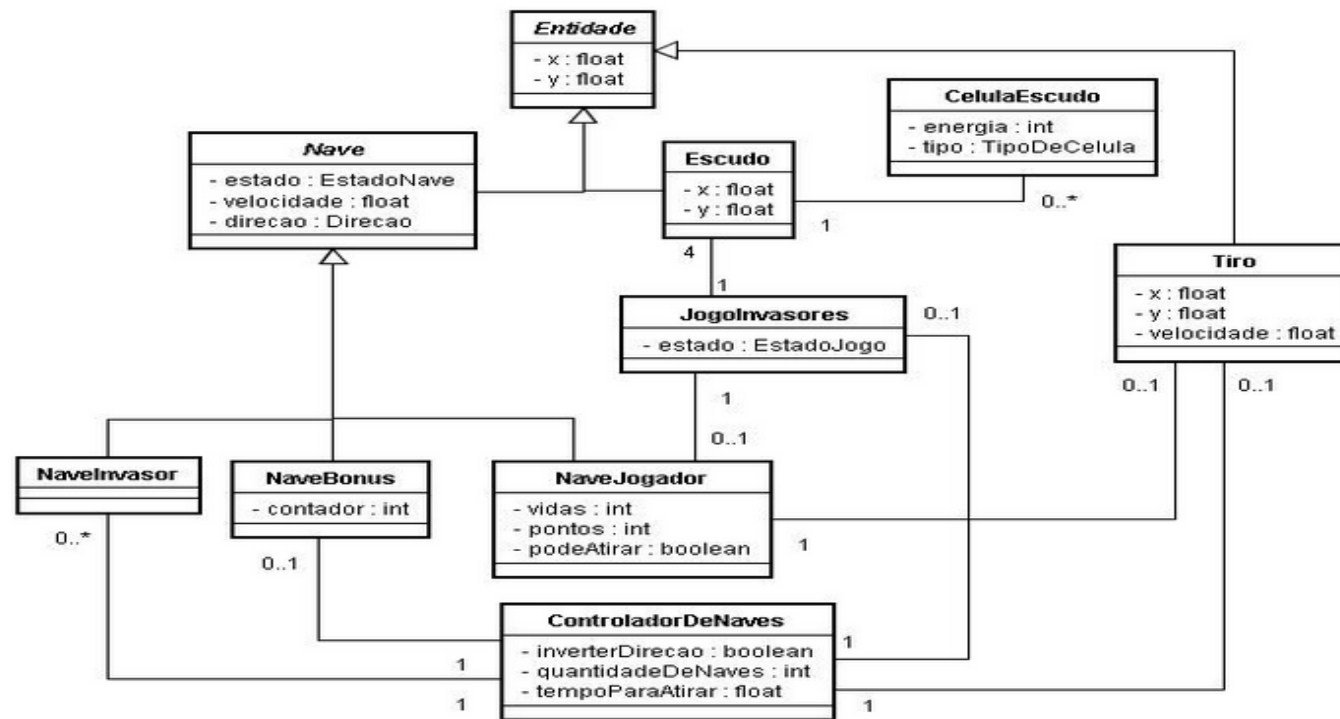 Entidade
- x : float
- y : float
CelulaEscudo
- energia : int
- tipo : TipoDeCelula
Nave
- estado : EstadoNave
- velocidade : float
- direcao : Direcao
Escudo
- x : float
- y : float
1
0..*
4
1
Tiro
- x : float
- y : float
- velocidade : float
JogoInvasores
- estado : EstadoJogo
0..1
1
0..1
0..1
0..1
NaveInvasor
NaveBonus
- contador : int
NaveJogador
- vidas : int
- pontos : int
- podeAtirar : boolean
0..*
0..1
1
ControladorDeNaves
- inverterDirecao : boolean
- quantidadeDeNaves : int
- tempoParaAtirar : float
1
1
1
1